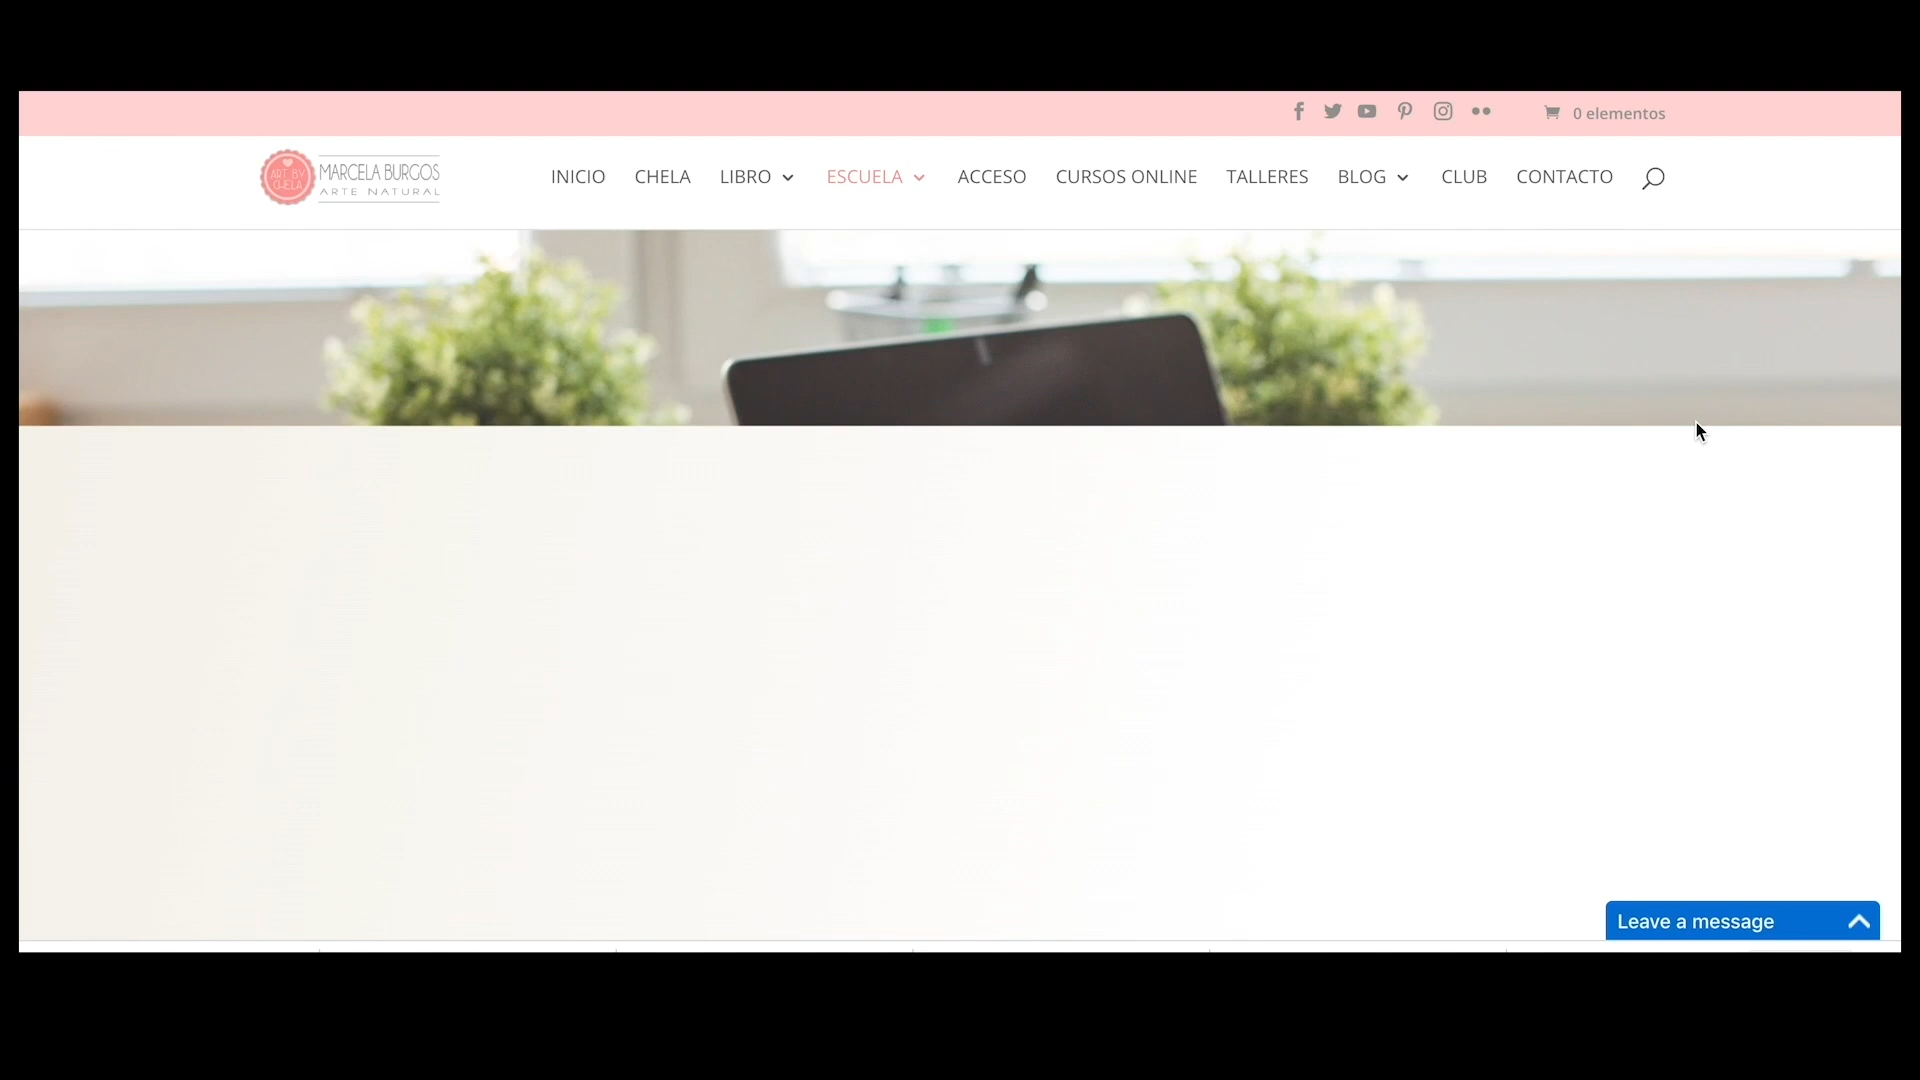 0 elementos
ART BY CHELA
MARCELA BURGOS
ARTE NATURAL
INICIO CHELA LIBRO ESCUELA ACCESO CURSOS ONLINE TALLERES BLOG CLUB CONTACTO
Leave a message